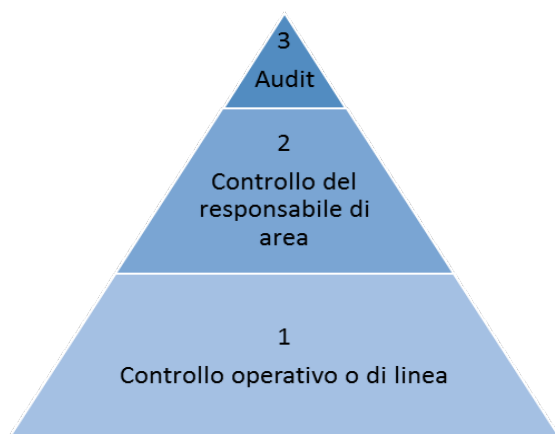 3
Audit
2
Controllo del
responsabile di
area
1
Controllo operativo o di linea